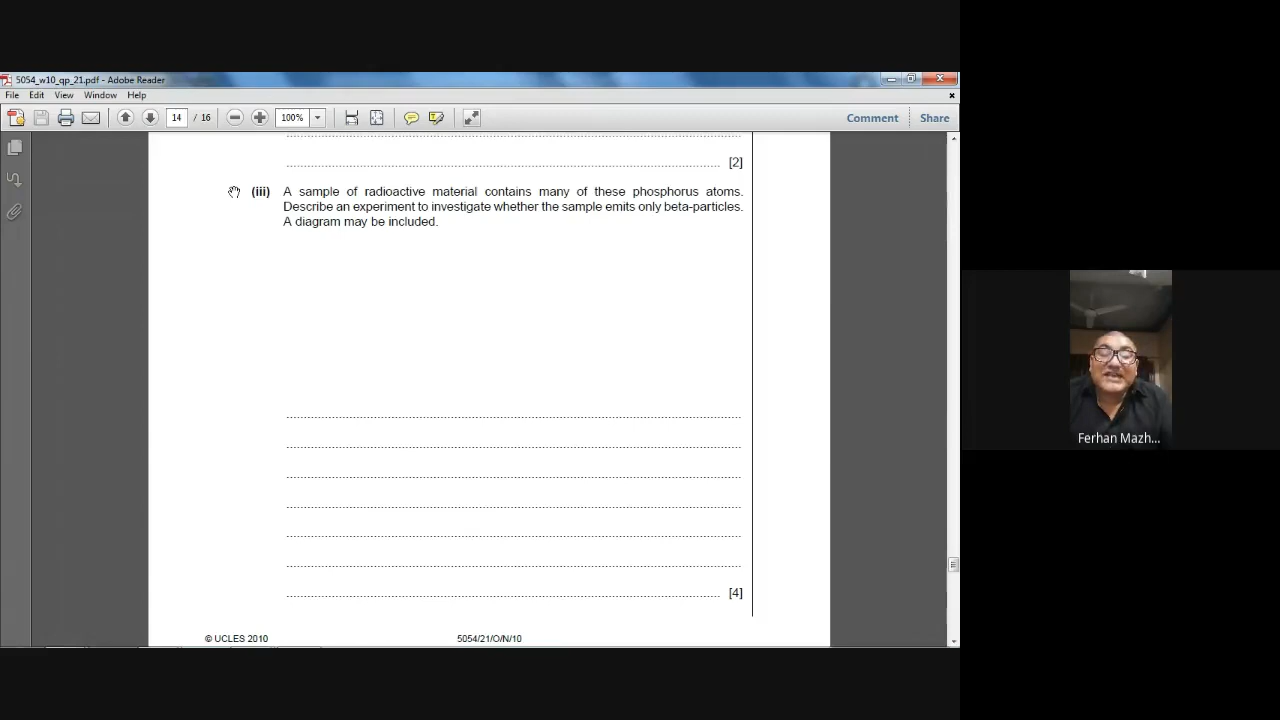 5054_w10_qp_21.pdf - Adobe Reader
File Edit View Window Help
14 / 16 100% Comment Share
[2]
(iii) A sample of radioactive material contains many of these phosphorus atoms.
Describe an experiment to investigate whether the sample emits only beta-particles.
A diagram may be included.
[4]
© UCLES 2010 5054/21/O/N/10
Ferhan Mazh...